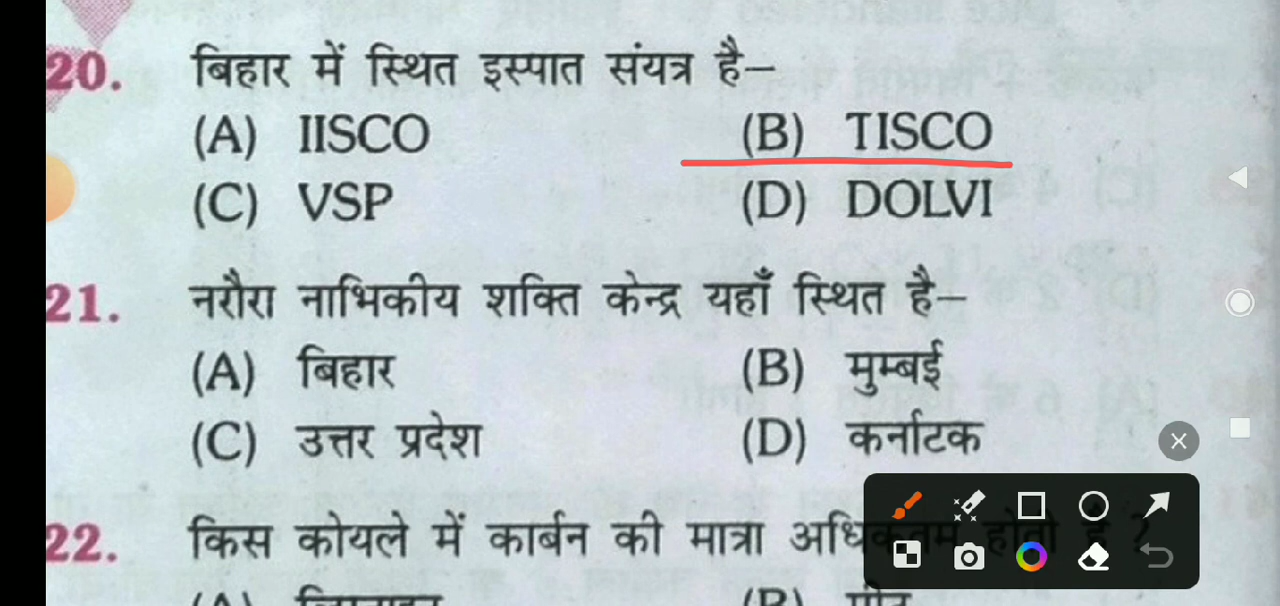 20. बिहार में स्थित इस्पात संयत्र है–
(A) IISCO (B) TISCO
(C) VSP (D) DOLVI
21. नरौरा नाभिकीय शक्ति केन्द्र यहाँ स्थित है–
(A) बिहार (B) मुम्बई
(C) उत्तर प्रदेश (D) कर्नाटक
22. किस कोयले में कार्बन की मात्रा अधिकतम होती है ?
(A) (B)